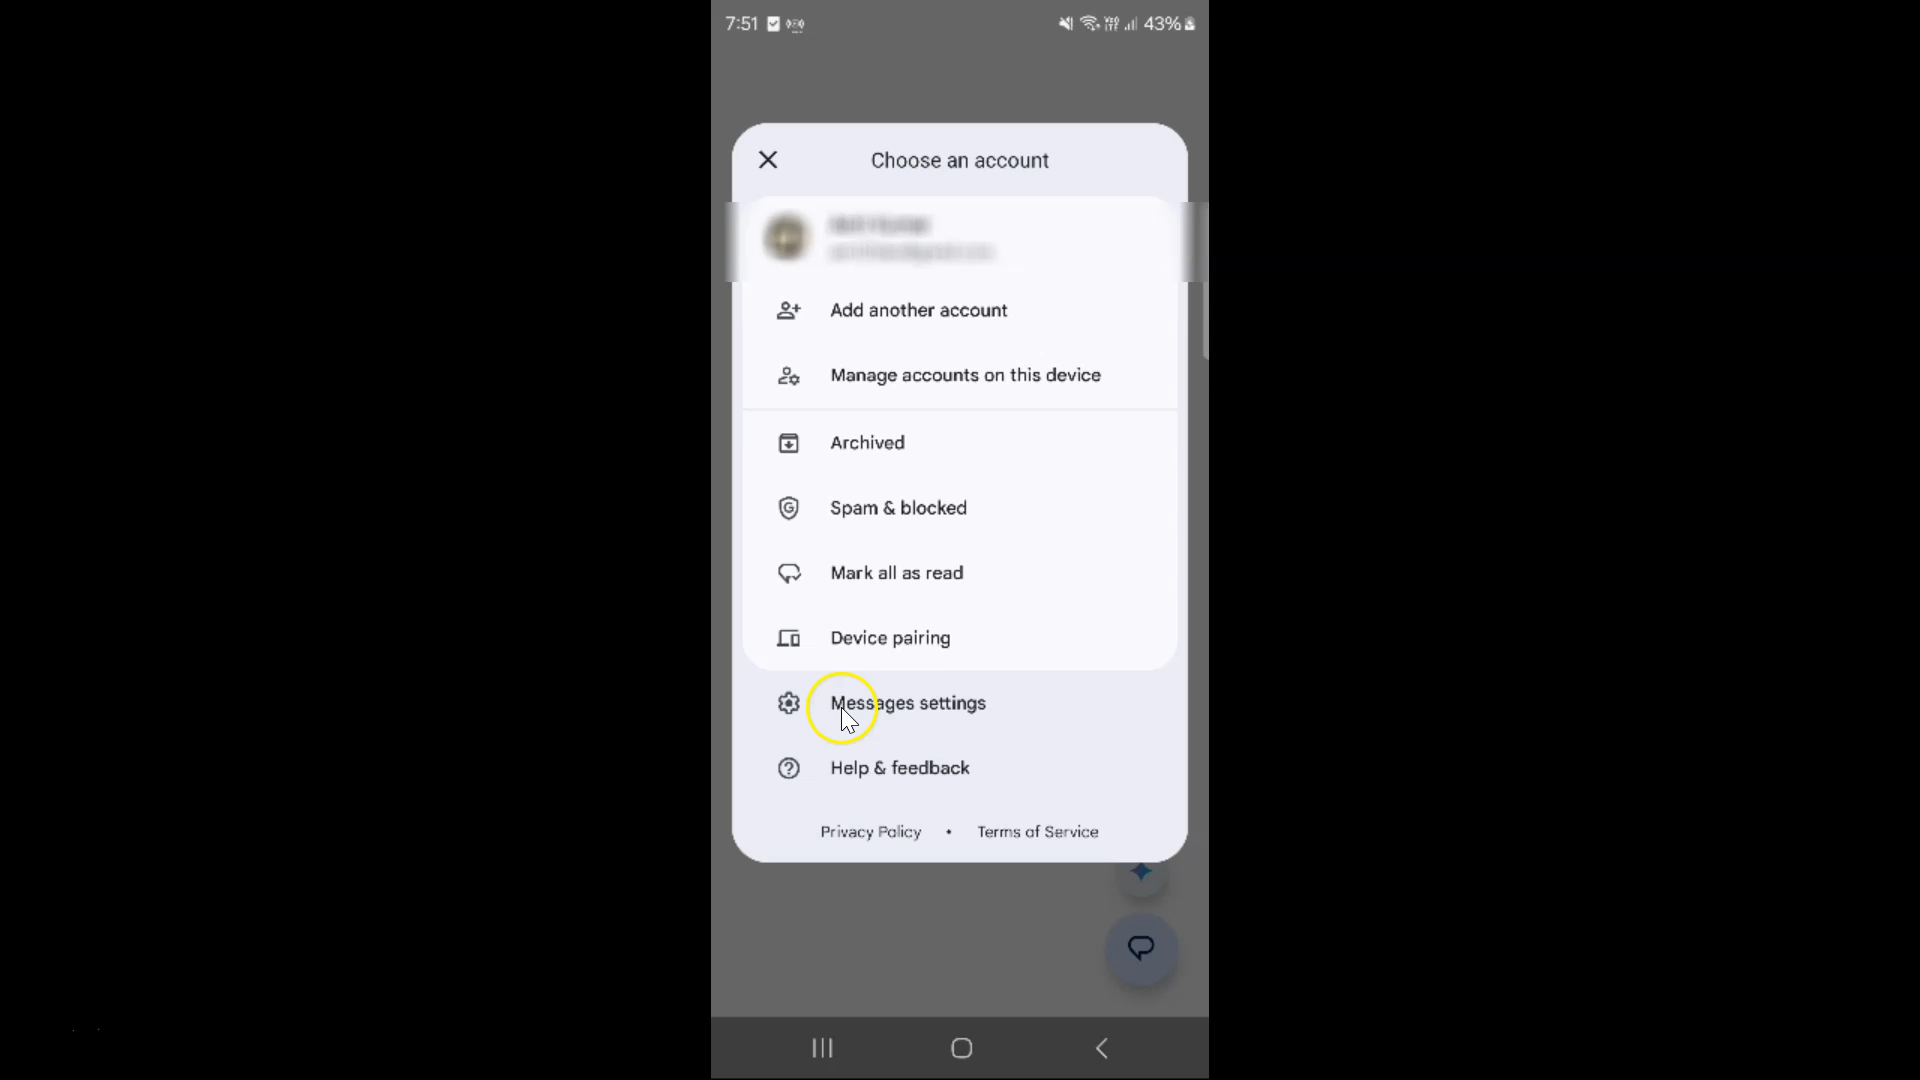 7:51
43%
Choose an account
Add another account
Manage accounts on this device
Archived
Spam & blocked
Mark all as read
Device pairing
Messages settings
Help & feedback
Privacy Policy • Terms of Service